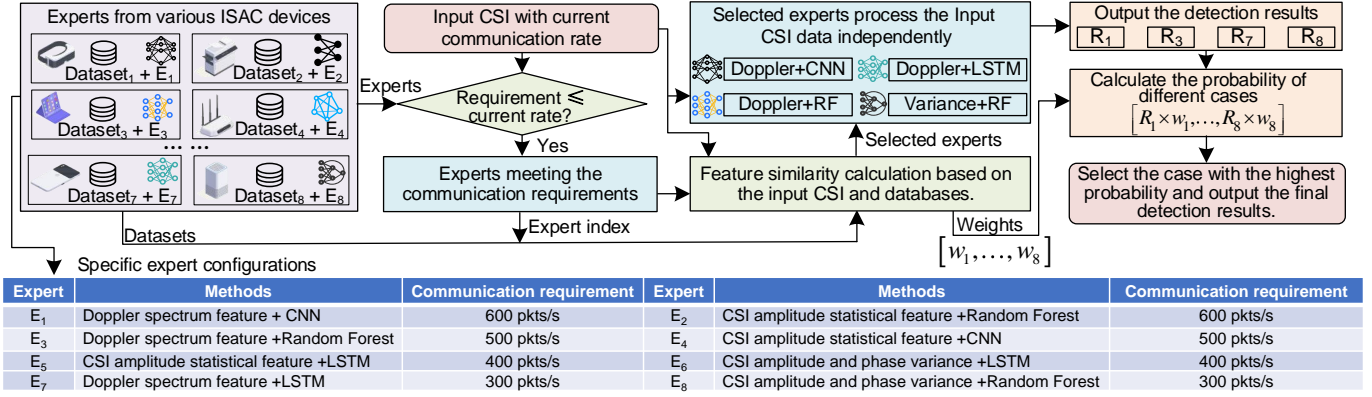 Experts from various ISAC devices
Dataset₁ + E₁
Dataset₂ + E₂
Dataset₃ + E₃
Dataset₄ + E₄
... ...
Dataset₇ + E₇
Dataset₈ + E₈
Experts
Datasets
Input CSI with current
communication rate
Requirement ⩽
current rate?
Yes
Experts meeting the
communication requirements
Expert index
Selected experts process the Input
CSI data independently
Doppler+CNN
Doppler+LSTM
Doppler+RF
Variance+RF
Selected experts
Feature similarity calculation based on
the input CSI and databases.
Weights
[w₁,…,w₈]
Output the detection results
R₁ R₃ R₇ R₈
Calculate the probability of
different cases
[R₁×w₁,…,R₈×w₈]
Select the case with the highest
probability and output the final
detection results.
Specific expert configurations
Expert Methods Communication requirement Expert Methods Communication requirement
E₁ Doppler spectrum feature + CNN 600 pkts/s E₂ CSI amplitude statistical feature +Random Forest 600 pkts/s
E₃ Doppler spectrum feature +Random Forest 500 pkts/s E₄ CSI amplitude statistical feature +CNN 500 pkts/s
E₅ CSI amplitude statistical feature +LSTM 400 pkts/s E₆ CSI amplitude and phase variance +LSTM 400 pkts/s
E₇ Doppler spectrum feature +LSTM 300 pkts/s E₈ CSI amplitude and phase variance +Random Forest 300 pkts/s